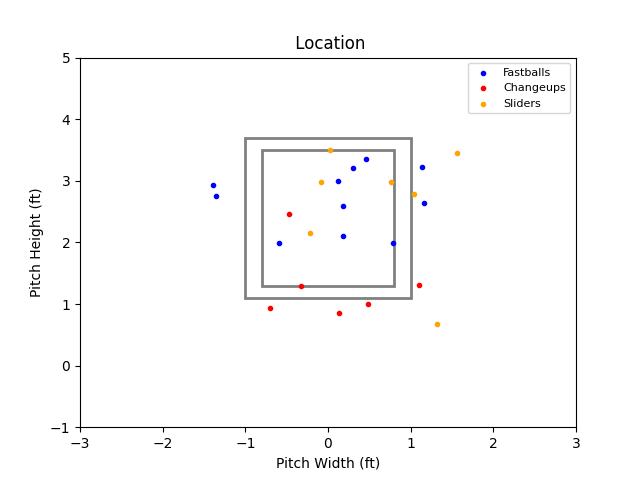 Location
5
4
3
2
1
0
−1
−3
−2
−1
0
1
2
3
Pitch Height (ft)
Pitch Width (ft)
Fastballs
Changeups
Sliders